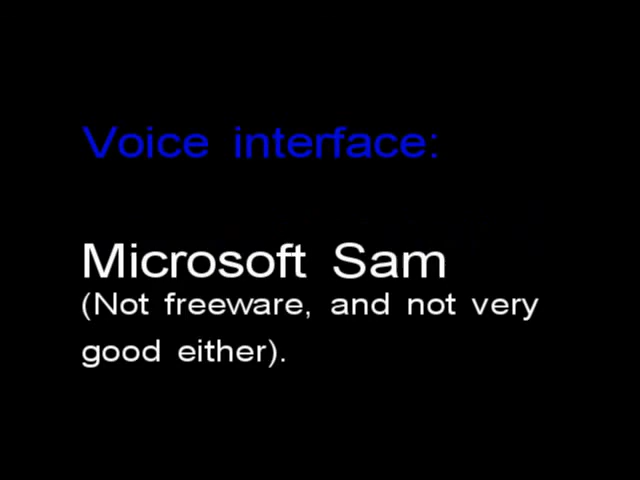 Voice interface:
Microsoft Sam
(Not freeware, and not very
good either).